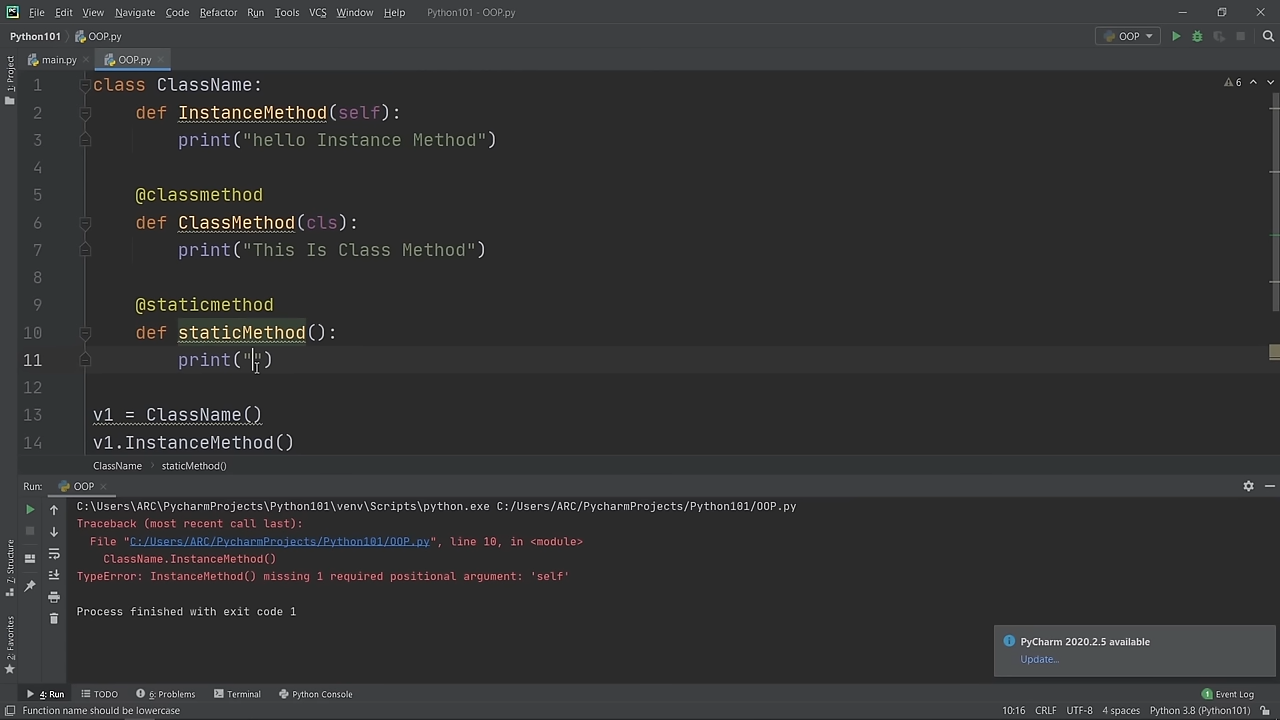 File Edit View Navigate Code Refactor Run Tools VCS Window Help Python101 - OOP.py
Python101 OOP.py OOP
main.py OOP.py
1: Project
1 class ClassName:
6
2 def InstanceMethod(self):
3 print("hello Instance Method")
4
5 @classmethod
6 def ClassMethod(cls):
7 print("This Is Class Method")
8
9 @staticmethod
10 def staticMethod():
11 print("")
12
13 v1 = ClassName()
14 v1.InstanceMethod()
ClassName staticMethod()
Run: OOP
C:\Users\ARC\PycharmProjects\Python101\venv\Scripts\python.exe C:/Users/ARC/PycharmProjects/Python101/OOP.py
Traceback (most recent call last):
File "C:/Users/ARC/PycharmProjects/Python101/OOP.py", line 10, in <module>
ClassName.InstanceMethod()
TypeError: InstanceMethod() missing 1 required positional argument: 'self'
Process finished with exit code 1
Z: Structure
2: Favorites
PyCharm 2020.2.5 available
Update...
4: Run TODO 6: Problems Terminal Python Console 1 Event Log
Function name should be lowercase 10:16 CRLF UTF-8 4 spaces Python 3.8 (Python101)